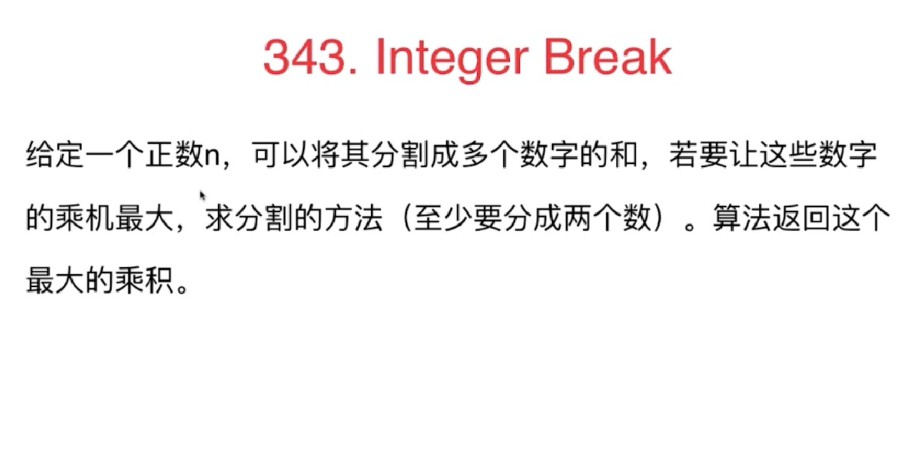 343. Integer Break
给定一个正数n，可以将其分割成多个数字的和，若要让这些数字
的乘机最大，求分割的方法（至少要分成两个数）。算法返回这个
最大的乘积。